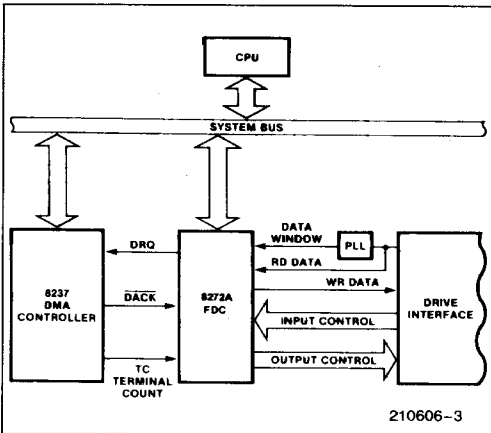 CPU
SYSTEM BUS
DRQ
DATA
WINDOW
PLL
RD DATA
WR DATA
8237
DMA
CONTROLLER
DACK
8272A
FDC
DRIVE
INTERFACE
INPUT CONTROL
OUTPUT CONTROL
TC
TERMINAL
COUNT
210606-3